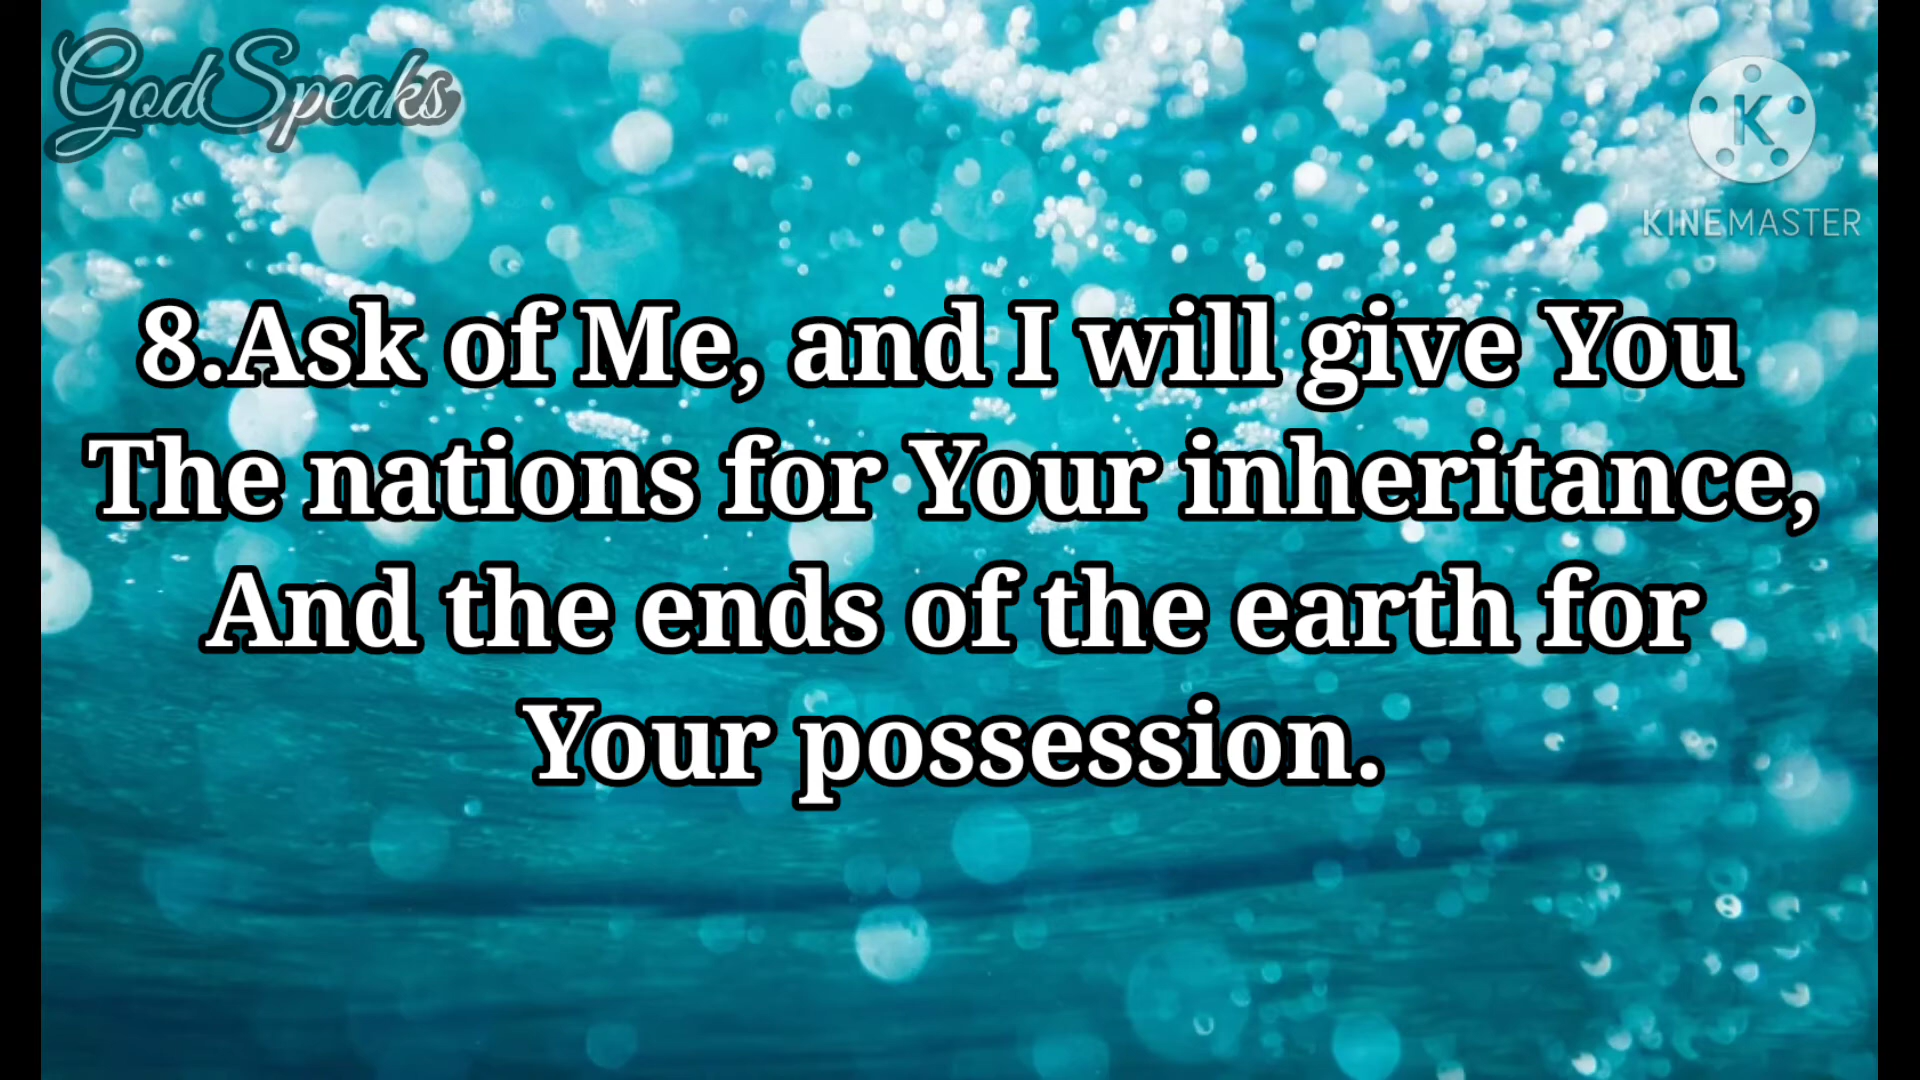 GodSpeaks
K
KINEMASTER
8.Ask of Me, and I will give You
The nations for Your inheritance,
And the ends of the earth for
Your possession.